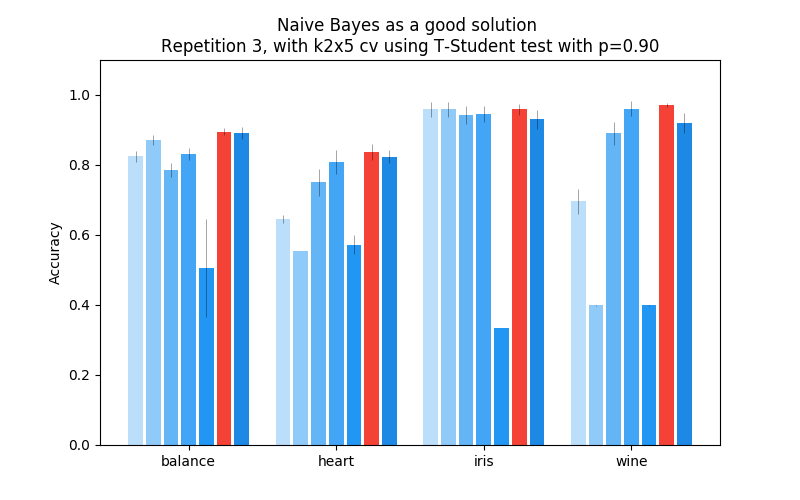 Naive Bayes as a good solution
Repetition 3, with k2x5 cv using T-Student test with p=0.90
Accuracy
1.0
0.8
0.6
0.4
0.2
0.0
balance heart iris wine